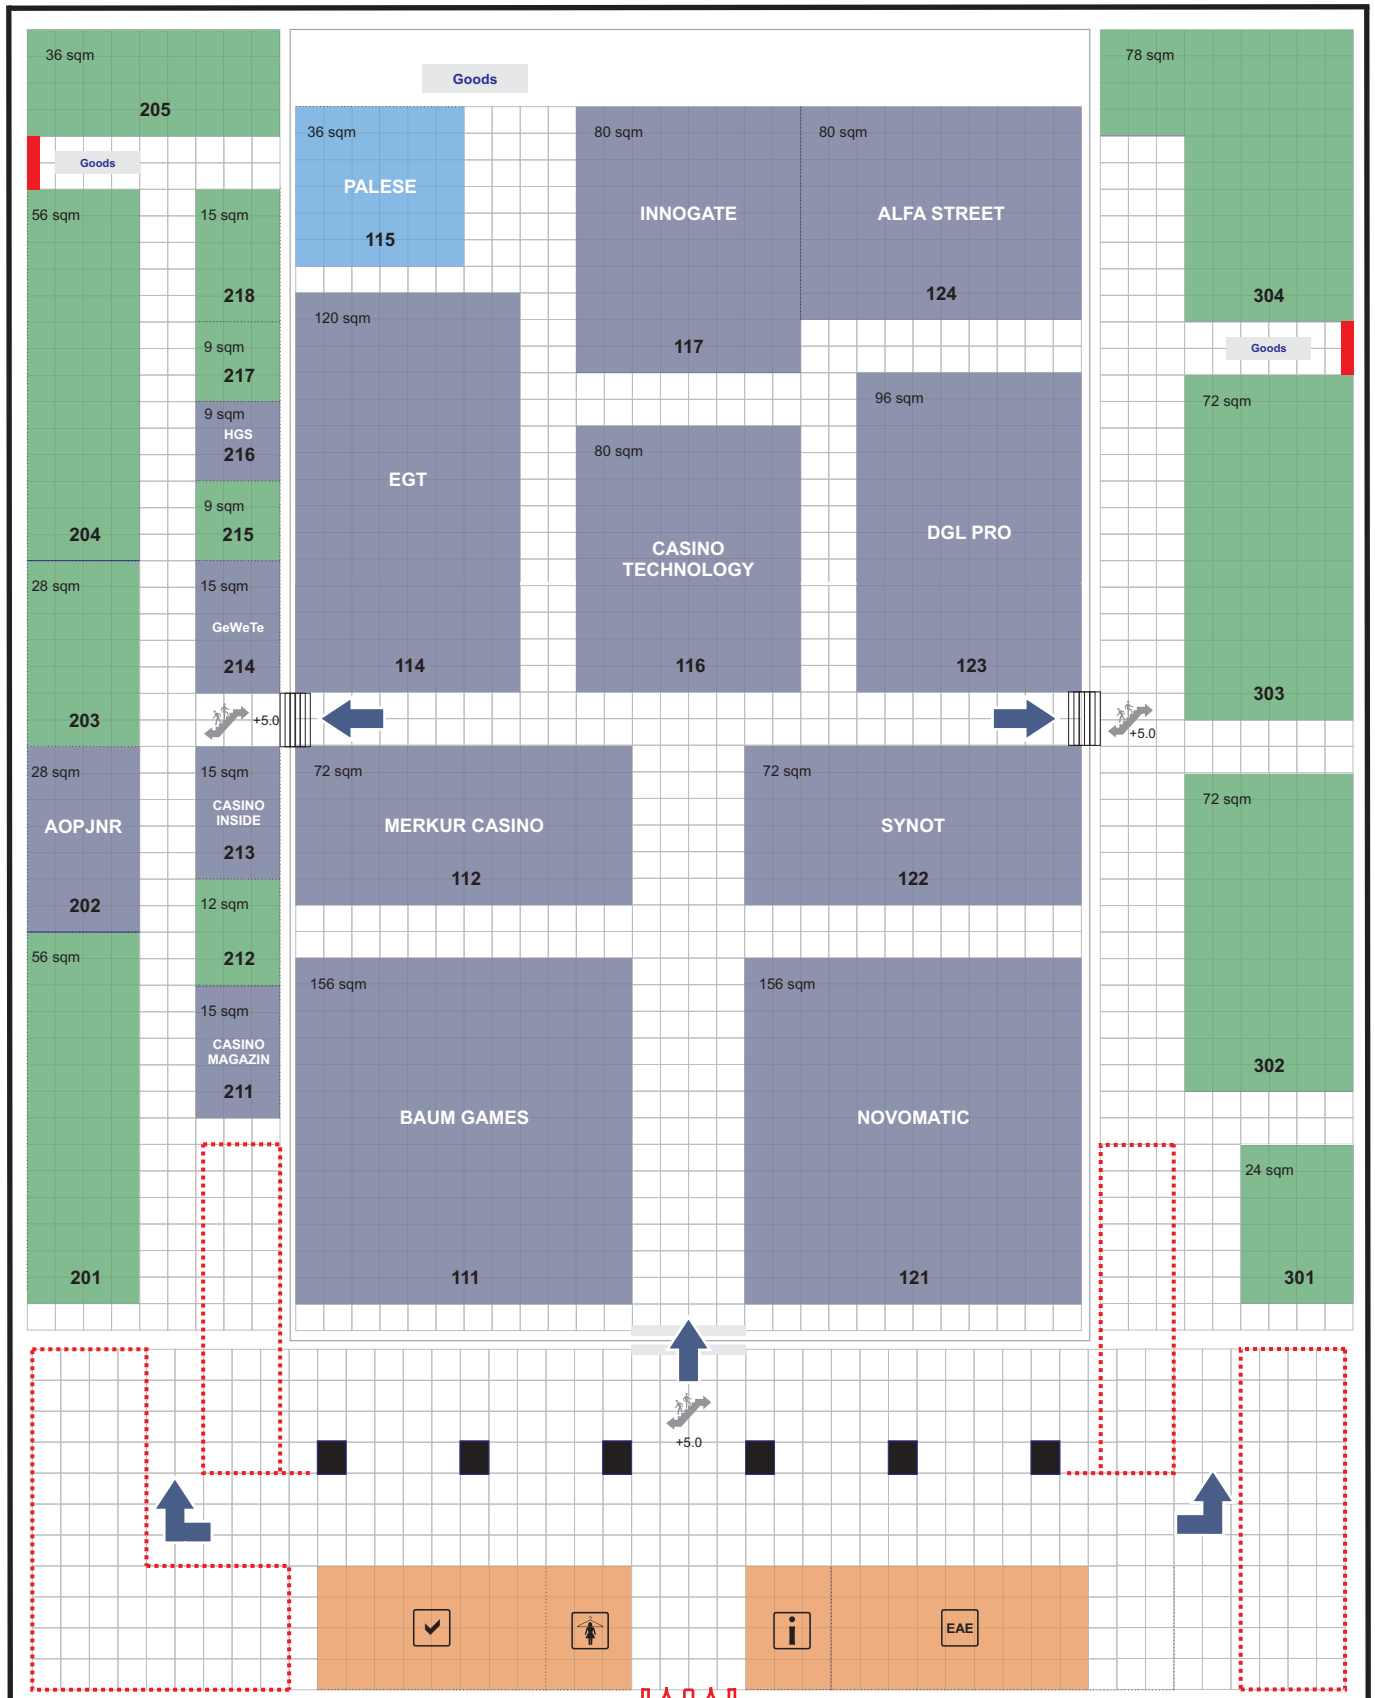 36 sqm
205
Goods
56 sqm
204
28 sqm
203
28 sqm
AOPJNR
202
56 sqm
201
15 sqm
218
9 sqm
217
9 sqm
HGS
216
9 sqm
215
15 sqm
GeWeTe
214
+5.0
15 sqm
CASINO
INSIDE
213
12 sqm
212
15 sqm
CASINO
MAGAZIN
211
Goods
36 sqm
PALESE
115
80 sqm
INNOGATE
117
80 sqm
ALFA STREET
124
120 sqm
EGT
114
80 sqm
CASINO
TECHNOLOGY
116
96 sqm
DGL PRO
123
72 sqm
MERKUR CASINO
112
72 sqm
SYNOT
122
156 sqm
BAUM GAMES
111
156 sqm
NOVOMATIC
121
78 sqm
304
Goods
72 sqm
303
+5.0
72 sqm
302
24 sqm
301
+5.0
i
EAE